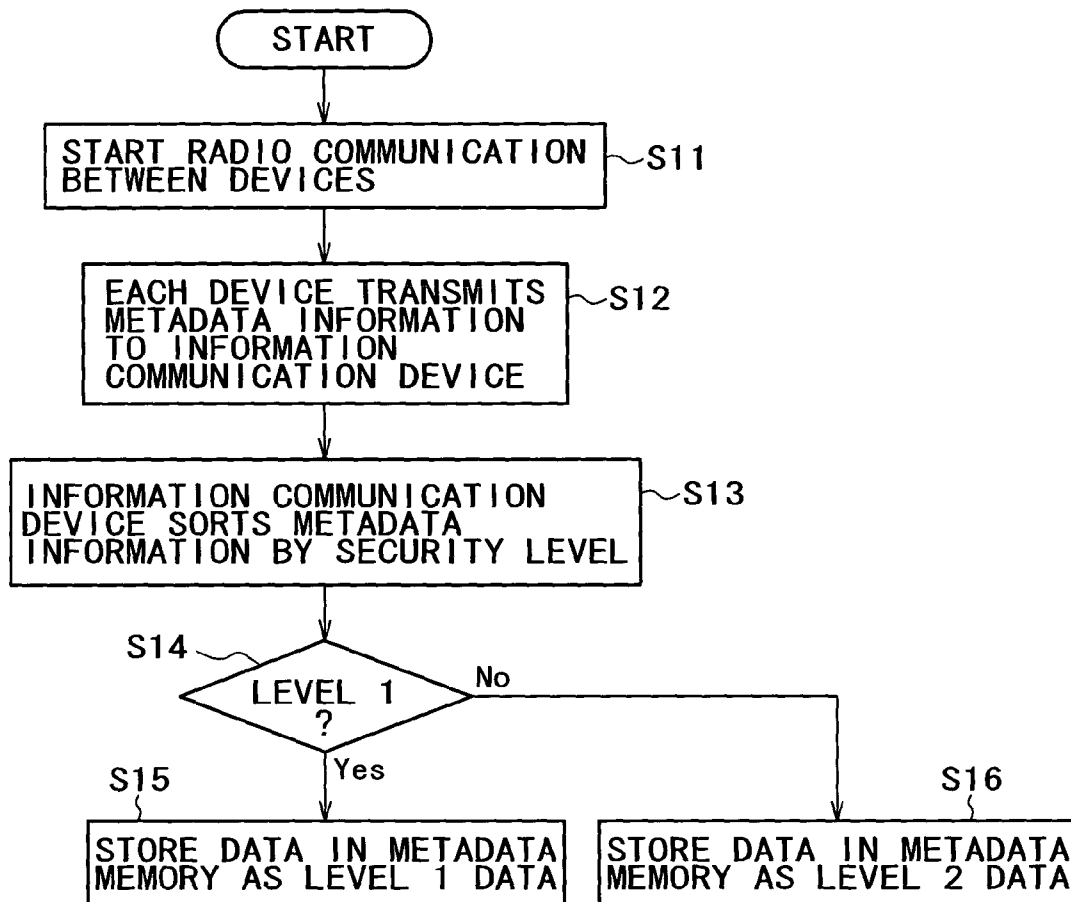 START
START RADIO COMMUNICATION
BETWEEN DEVICES
S11
EACH DEVICE TRANSMITS
METADATA INFORMATION
TO INFORMATION
COMMUNICATION DEVICE
S12
INFORMATION COMMUNICATION
DEVICE SORTS METADATA
INFORMATION BY SECURITY LEVEL
S13
S14
LEVEL 1
?
No
Yes
S15
STORE DATA IN METADATA
MEMORY AS LEVEL 1 DATA
S16
STORE DATA IN METADATA
MEMORY AS LEVEL 2 DATA